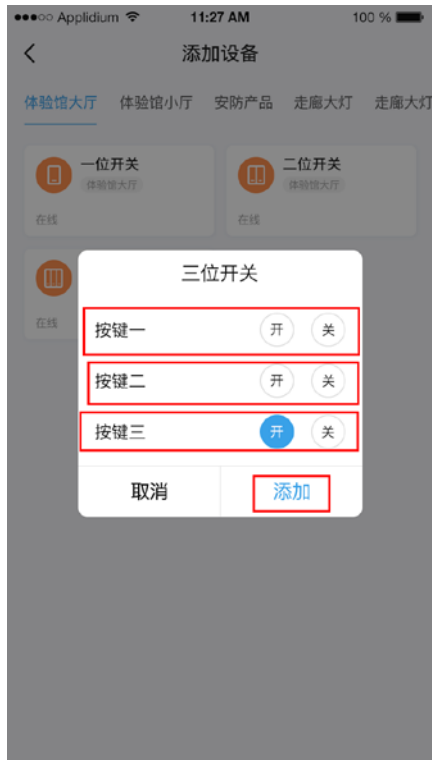 ●●●○○ Applidium 11:27 AM 100 %
添加设备
体验馆大厅 体验馆小厅 安防产品 走廊大灯 走廊大灯
一位开关 二位开关
体验馆大厅 体验馆大厅
在线 在线
三位开关
在线
按键一 开 关
按键二 开 关
按键三 开 关
取消 添加